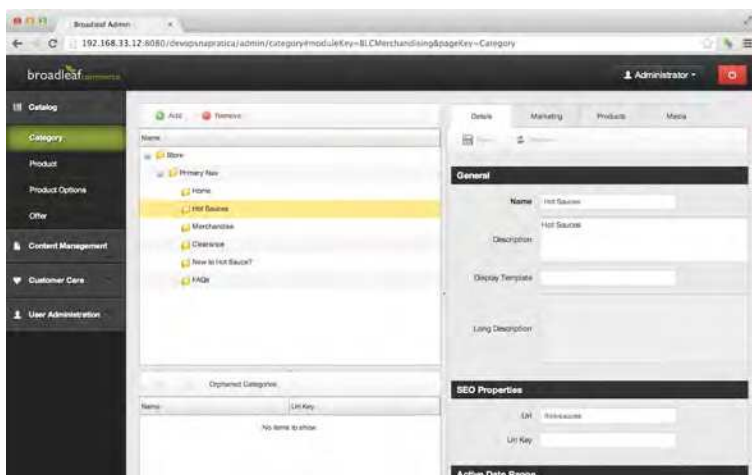 Broadleaf Admin
192.168.33.12:8080/devopsnapratica/admin/category#moduleKey=BLCMerchandising&pageKey=Category
broadleafcommerce
Administrator
Catalog
Category
Product
Product Options
Offer
Content Management
Customer Care
User Administration
Add
Remove
Name
Store
Primary Nav
Home
Hot Sauces
Merchandise
Clearance
New to Hot Sauce?
FAQs
Orphaned Categories
Name
Url Key
No items to show.
Details
Marketing
Products
Media
General
Name
Hot Sauces
Description
Hot Sauces
Display Template
Long Description
SEO Properties
Url
Url Key
Active Date Range